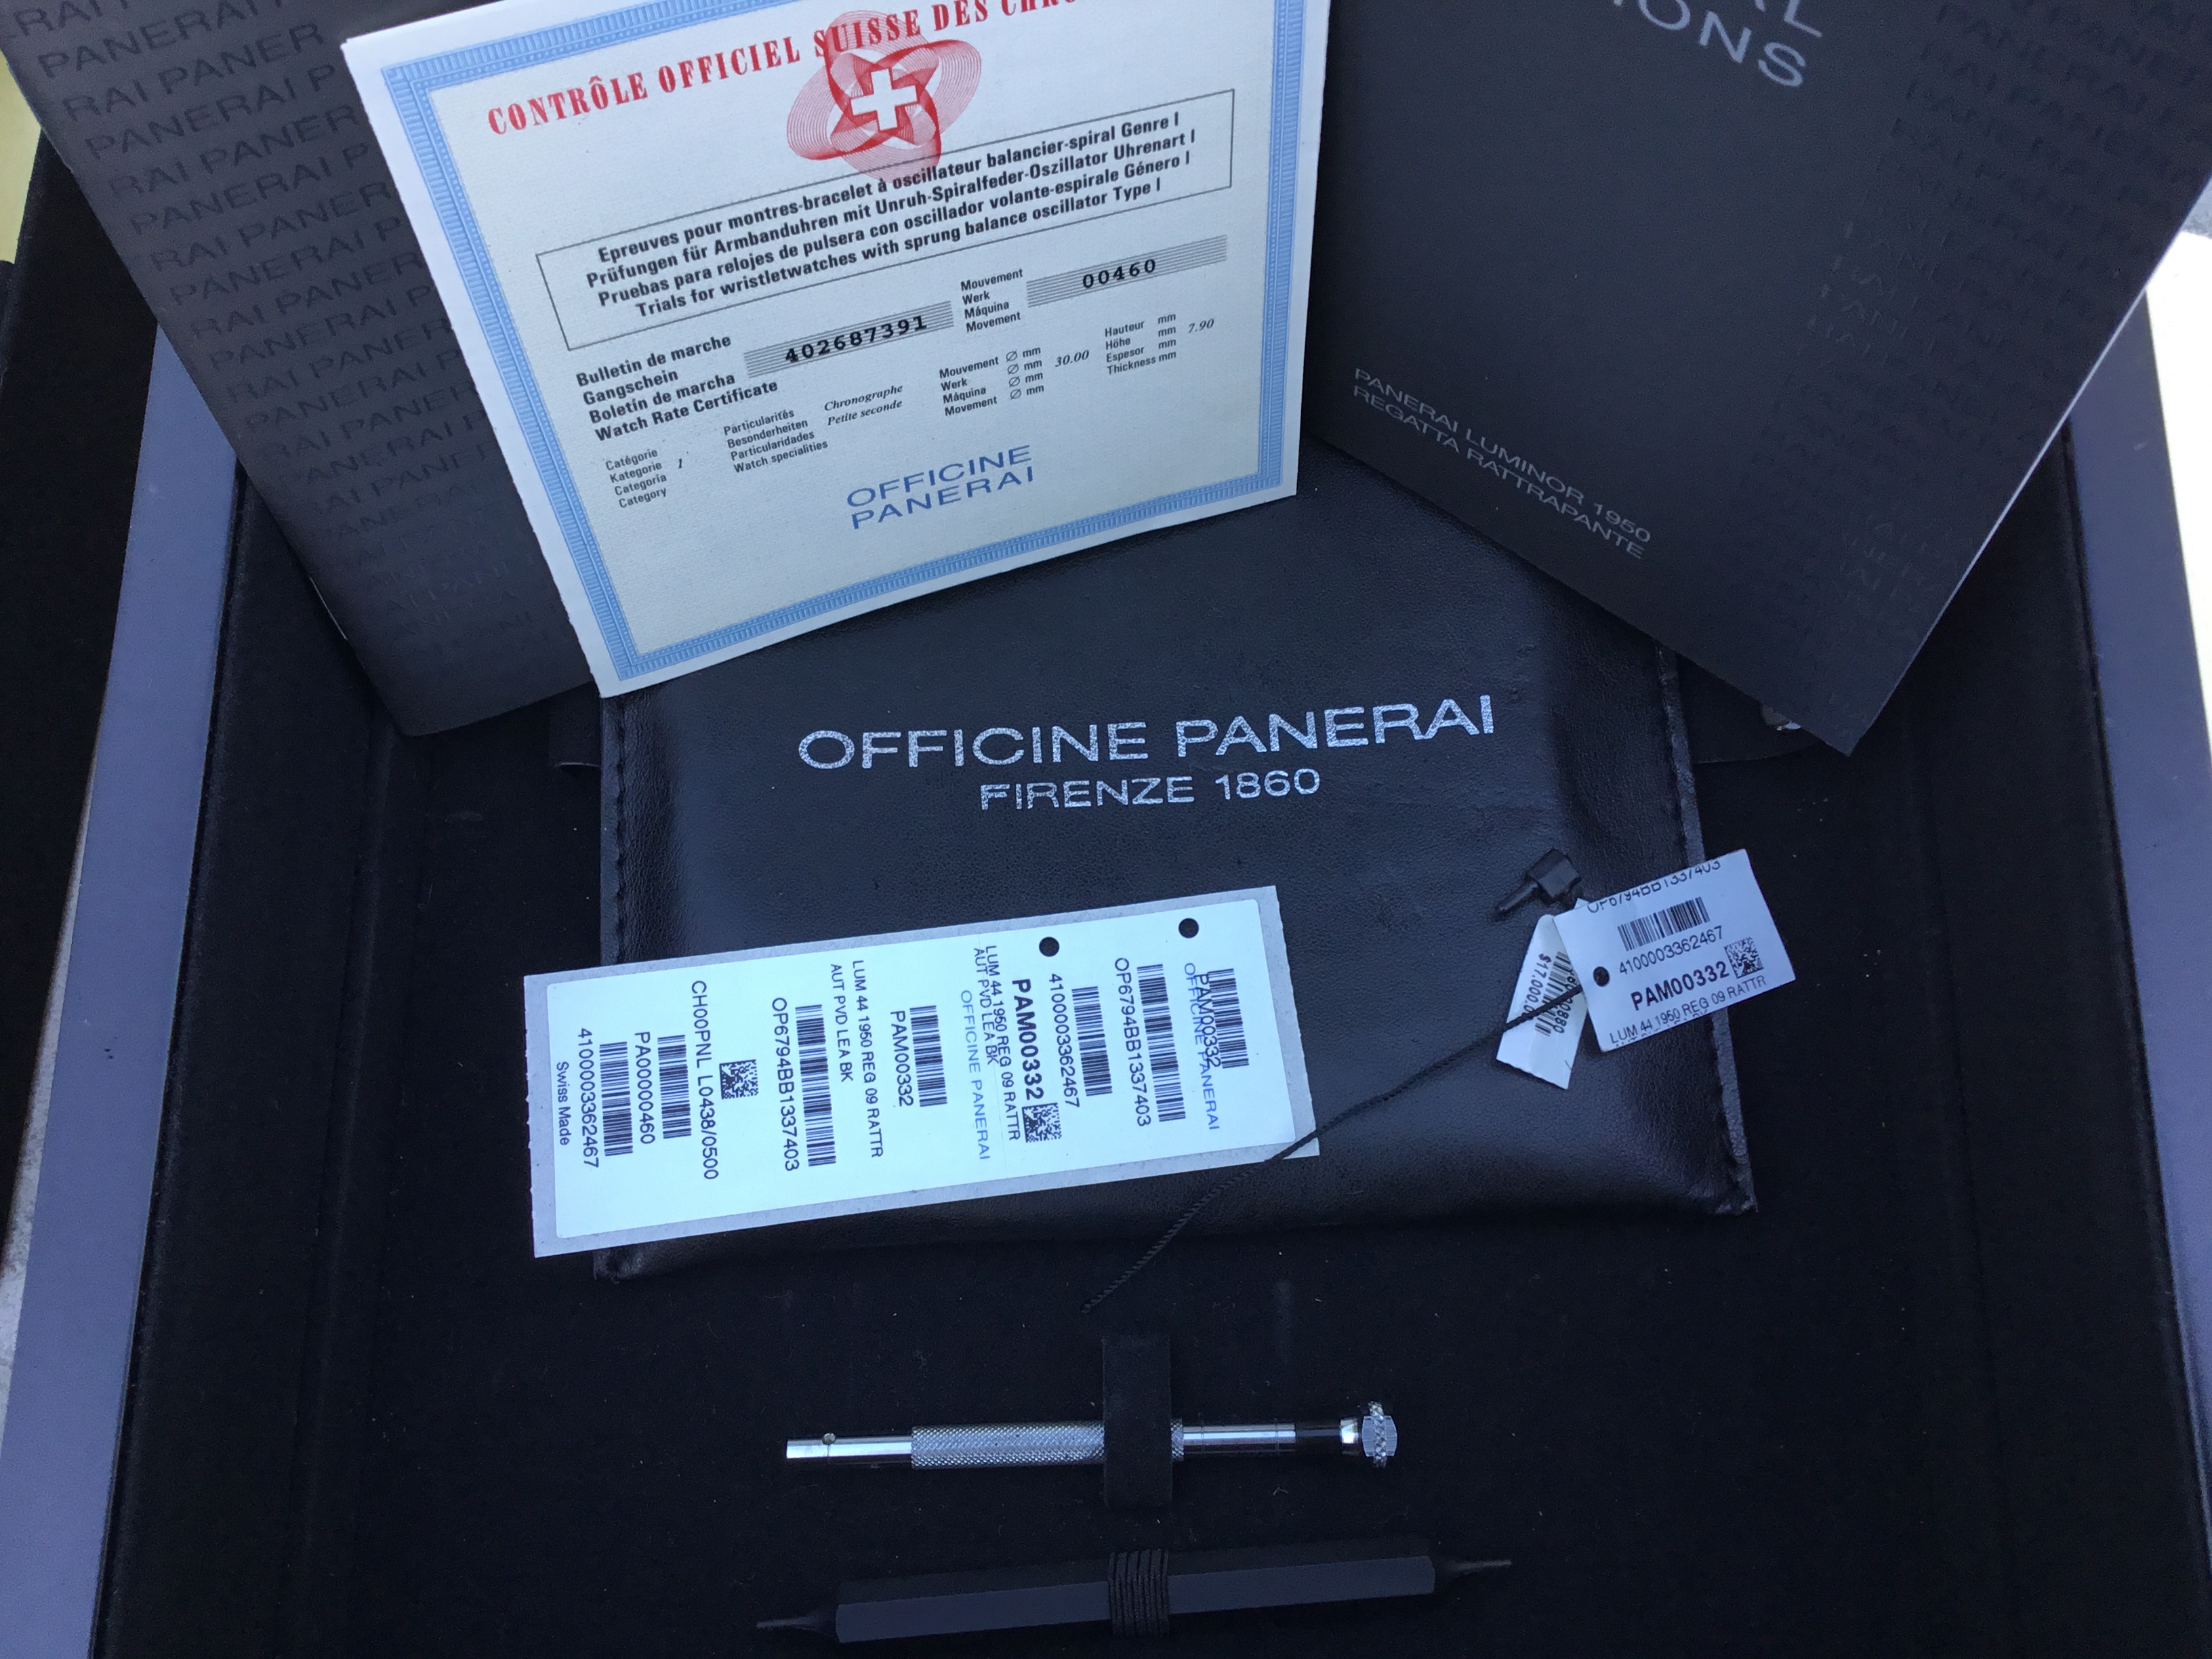 CONTRÔLE OFFICIEL SUISSE DES
Epreuves pour montres-bracelet à oscillateur balancier-spiral Genre I
Prüfungen für Armbanduhren mit Unruh-Spiralfeder-Oszillator Uhrenart I
Pruebas para relojes de pulsera con oscillador volante-espirale Género I
Trials for wristletwatches with sprung balance oscillator Type I
Bulletin de marche
Gangschein
Boletín de marcha
Watch Rate Certificate
402687391
Mouvement
Werk
Máquina
Movement
00460
Catégorie
Kategorie
Categoria
Category
1
Particularités
Besonderheiten
Particularidades
Watch specialities
Chronographe
Petite seconde
Mouvement ∅ mm
Werk ∅ mm
Máquina ∅ mm
Movement ∅ mm
30.00
Hauteur mm
Höhe mm
Espesor mm
Thickness mm
7.90
OFFICINE
PANERAI
IONS
PANERAI LUMINOR 1950
REGATTA RATTRAPANTE
OFFICINE PANERAI
FIRENZE 1860
PAM00332
OFFICINE PANERAI
OP6794BB1337403
4100003362467
PAM00332
LUM 44 1950 REG 09 RATTR
AUT PVD LEA BK
OFFICINE PANERAI
PAM00332
LUM 44 1950 REG 09 RATTR
AUT PVD LEA BK
OP6794BB1337403
CH00PNL L0438/0500
PA00000460
4100003362467
Swiss Made
OP6794BB1337403
4100003362467
PAM00332
LUM 44 1950 REG 09 RATTR